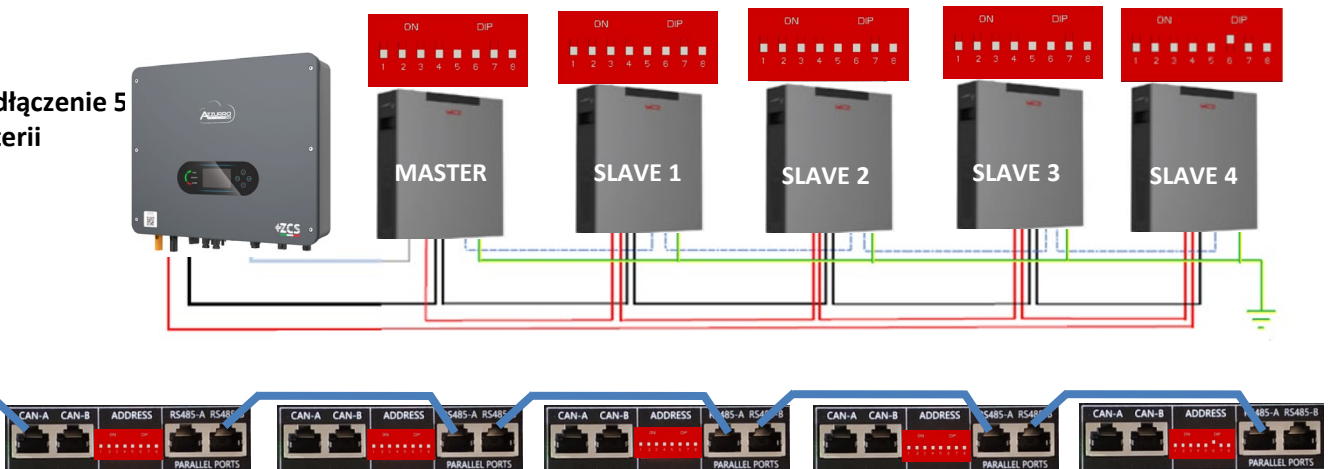 ON DIP
1 2 3 4 5 6 7 8
ON DIP
1 2 3 4 5 6 7 8
ON DIP
1 2 3 4 5 6 7 8
ON DIP
1 2 3 4 5 6 7 8
ON DIP
1 2 3 4 5 6 7 8
dłączenie 5
terii
AZZURRO
ZCS
MASTER
SLAVE 1
SLAVE 2
SLAVE 3
SLAVE 4
CAN-A CAN-B ADDRESS RS485-A RS485-B
PARALLEL PORTS
CAN-A CAN-B ADDRESS RS485-A RS485-B
PARALLEL PORTS
CAN-A CAN-B ADDRESS RS485-A RS485-B
PARALLEL PORTS
CAN-A CAN-B ADDRESS RS485-A RS485-B
PARALLEL PORTS
CAN-A CAN-B ADDRESS RS485-A RS485-B
PARALLEL PORTS